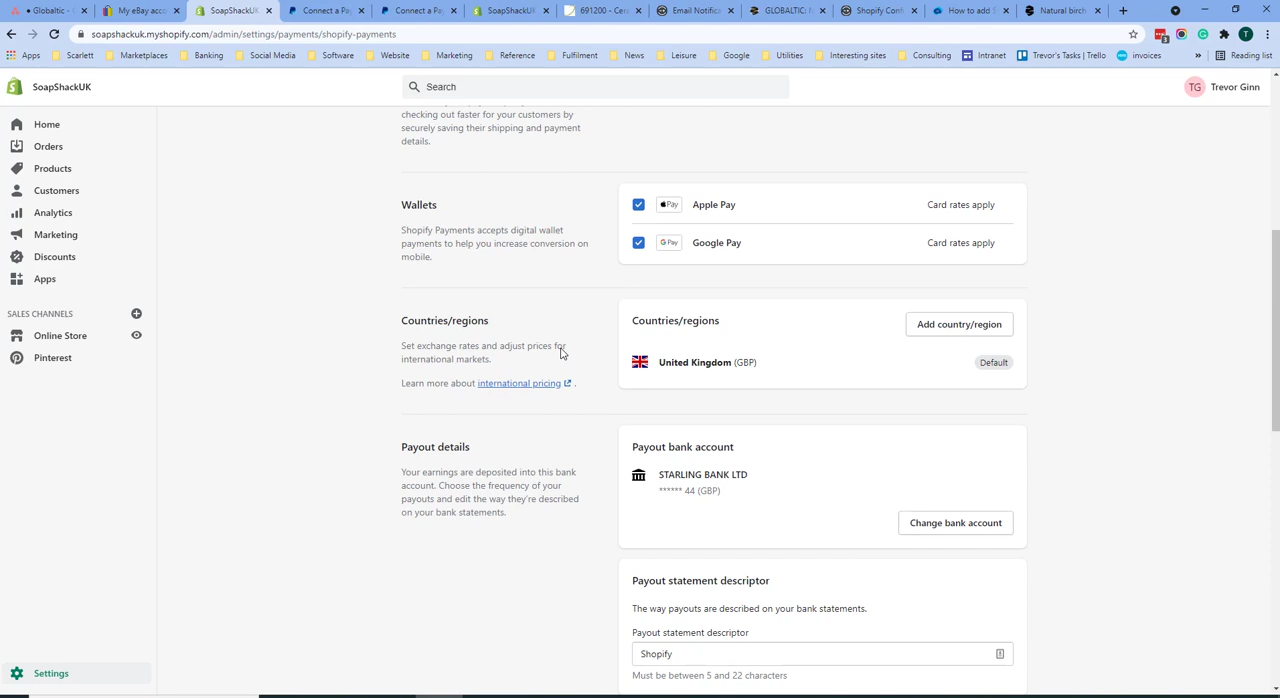 Globaltic - 
My eBay acco
SoapShackUK
Connect a Pa
Connect a Pa
SoapShackUK
691200 - Cera
Email Notifica
GLOBALTIC: N
Shopify Confi
How to add S
Natural birch
soapshackuk.myshopify.com/admin/settings/payments/shopify-payments
3
T
Apps
Scarlett
Marketplaces
Banking
Social Media
Software
Website
Marketing
Reference
Fulfilment
News
Leisure
Google
Utilities
Interesting sites
Consulting
Intranet
Trevor's Tasks | Trello
invoices
»
Reading list
SoapShackUK
Search
TG
Trevor Ginn
Home
Orders
Products
Customers
Analytics
Marketing
Discounts
Apps
SALES CHANNELS
Online Store
Pinterest
Settings
checking out faster for your customers by
securely saving their shipping and payment
details.
Wallets
Shopify Payments accepts digital wallet
payments to help you increase conversion on
mobile.
Pay Apple Pay Card rates apply
G Pay Google Pay Card rates apply
Countries/regions
Set exchange rates and adjust prices for
international markets.
Learn more about international pricing .
Countries/regions
Add country/region
United Kingdom (GBP)
Default
Payout details
Your earnings are deposited into this bank
account. Choose the frequency of your
payouts and edit the way they're described
on your bank statements.
Payout bank account
STARLING BANK LTD
****** 44 (GBP)
Change bank account
Payout statement descriptor
The way payouts are described on your bank statements.
Payout statement descriptor
Shopify
Must be between 5 and 22 characters